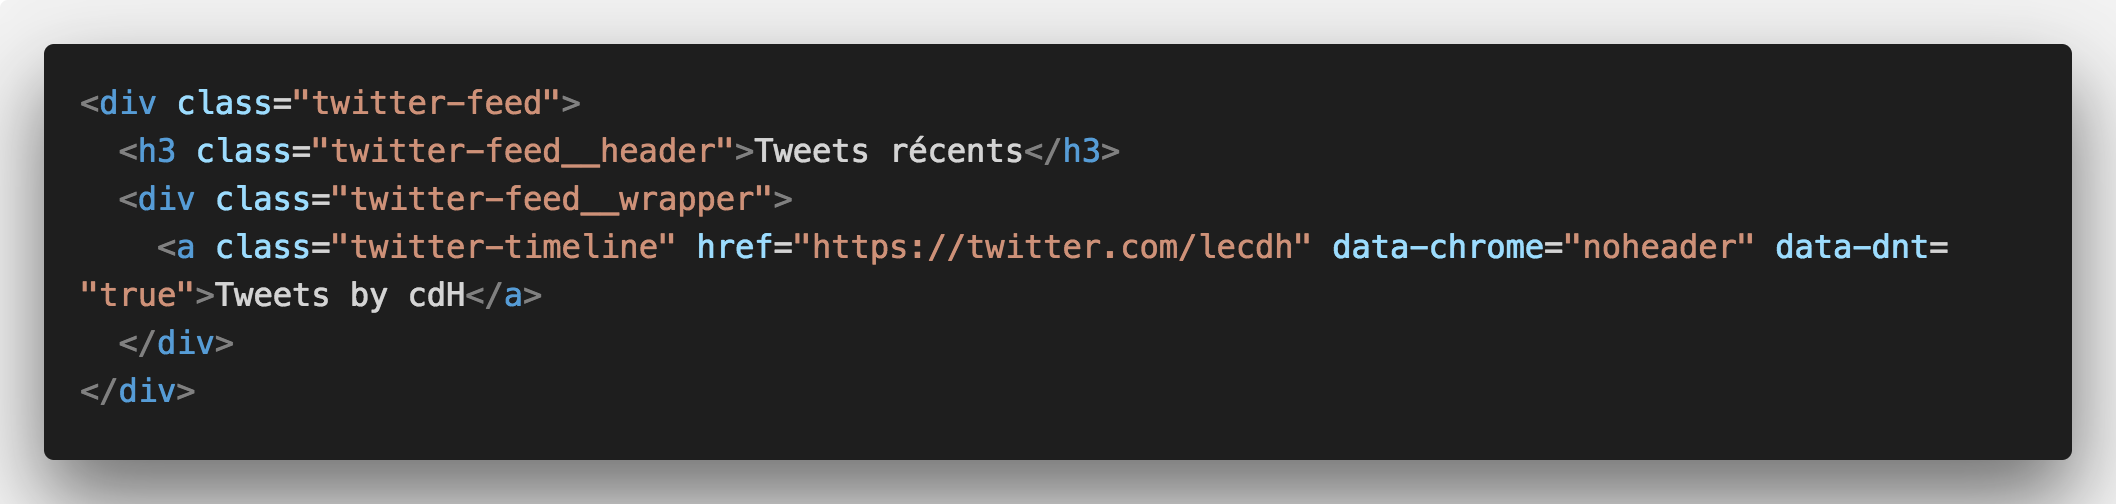 <div class="twitter-feed">
  <h3 class="twitter-feed__header">Tweets récents</h3>
  <div class="twitter-feed__wrapper">
    <a class="twitter-timeline" href="https://twitter.com/lecdh" data-chrome="noheader" data-dnt=
"true">Tweets by cdH</a>
  </div>
</div>